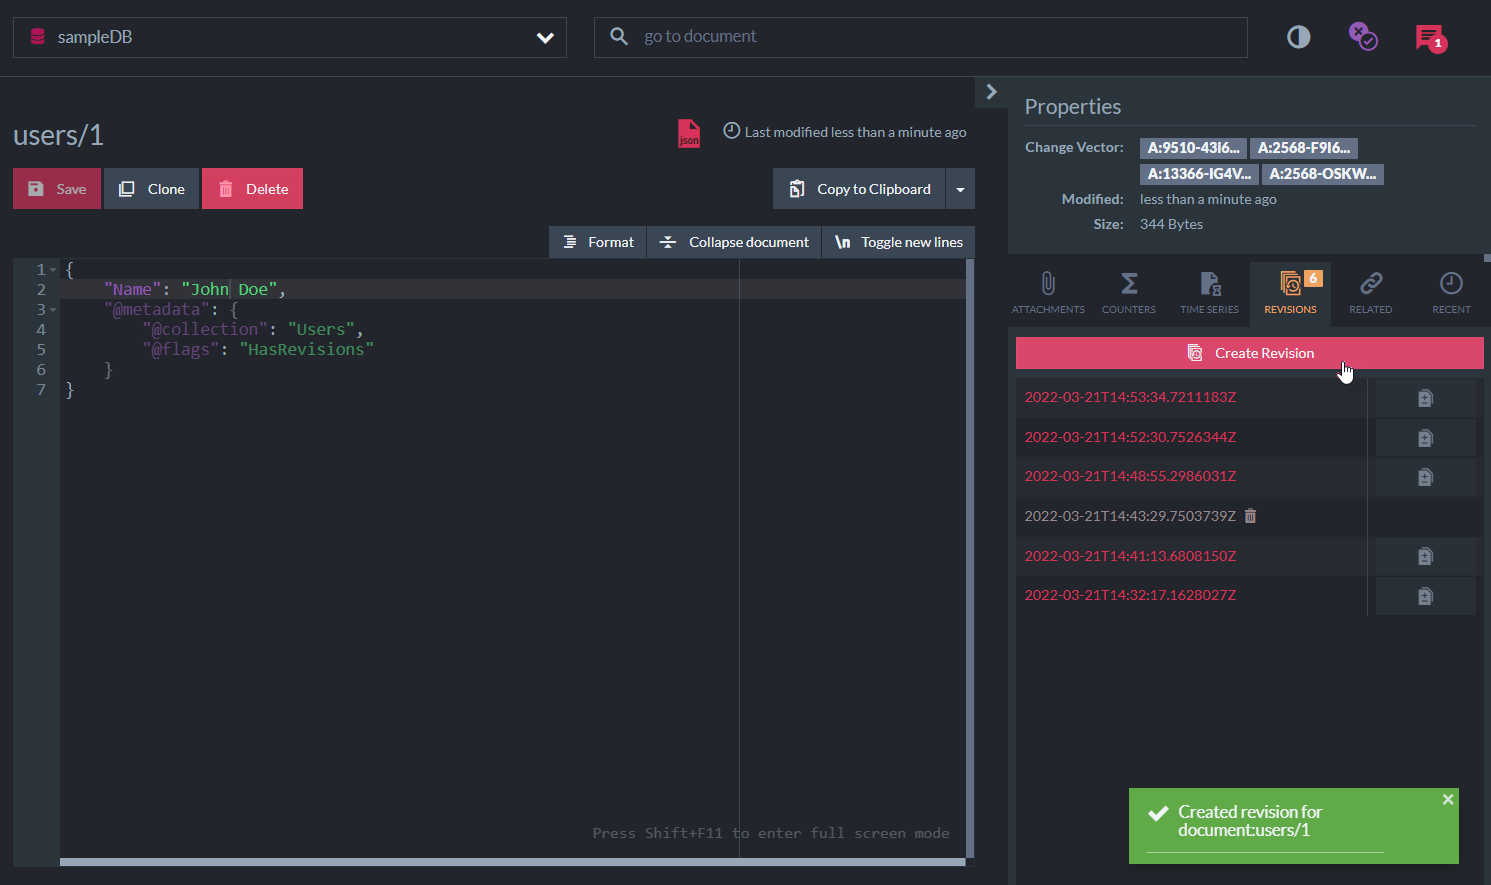 sampleDB
go to document
1
users/1
json
Last modified less than a minute ago
Save
Clone
Delete
Copy to Clipboard
Format
Collapse document
\n Toggle new lines
1 {
2 "Name": "John Doe",
3 "@metadata": {
4 "@collection": "Users",
5 "@flags": "HasRevisions"
6 }
7 }
Press Shift+F11 to enter full screen mode
Properties
Change Vector: A:9510-43I6... A:2568-F9I6...
A:13366-IG4V... A:2568-OSKW...
Modified: less than a minute ago
Size: 344 Bytes
ATTACHMENTS
COUNTERS
TIME SERIES
6
REVISIONS
RELATED
RECENT
Create Revision
2022-03-21T14:53:34.7211183Z
2022-03-21T14:52:30.7526344Z
2022-03-21T14:48:55.2986031Z
2022-03-21T14:43:29.7503739Z
2022-03-21T14:41:13.6808150Z
2022-03-21T14:32:17.1628027Z
Created revision for
document:users/1